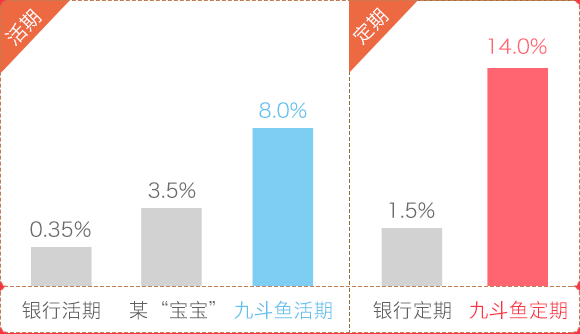 活期
定期
14.0%
8.0%
3.5%
1.5%
0.35%
银行活期
某“宝宝”
九斗鱼活期
银行定期
九斗鱼定期